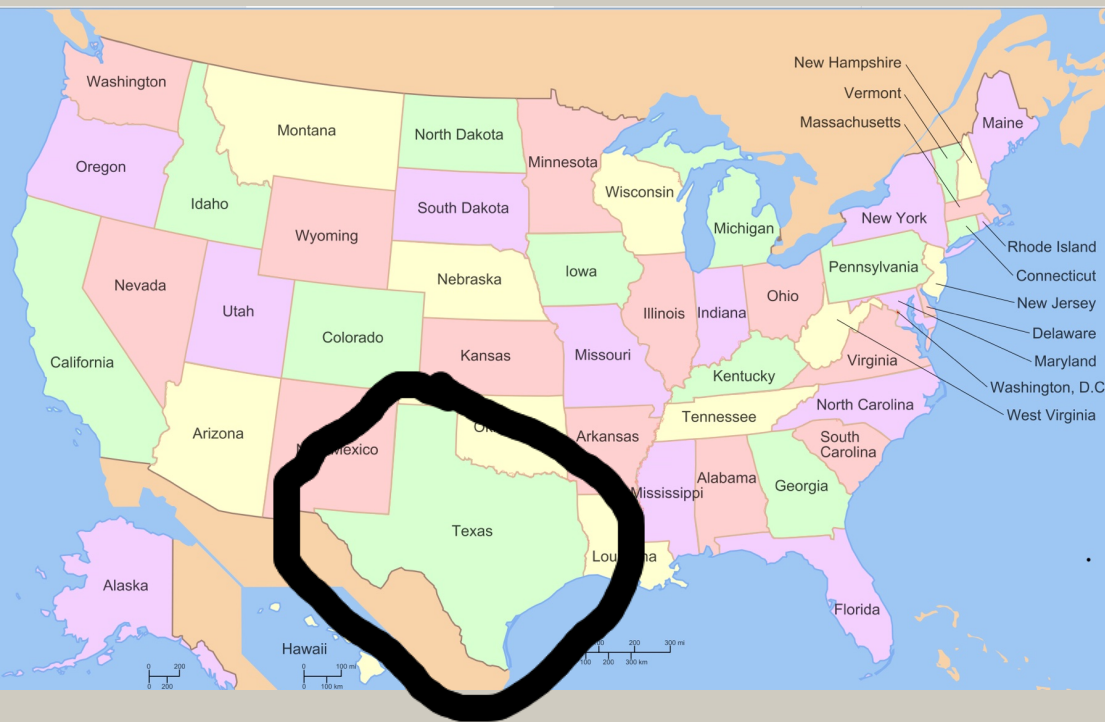 New Hampshire
Vermont
Massachusetts
Washington
Montana
North Dakota
Minnesota
Maine
Oregon
Idaho
Wisconsin
South Dakota
Wyoming
Michigan
New York
Rhode Island
Nebraska
Iowa
Pennsylvania
Connecticut
Nevada
Utah
Illinois
Indiana
Ohio
New Jersey
Colorado
Kansas
Missouri
Delaware
California
Kentucky
Virginia
Maryland
Washington, D.C
West Virginia
Arizona
Mexico
Arkansas
Tennessee
North Carolina
South
Carolina
Mississippi
Alabama
Georgia
Texas
Alaska
Florida
Hawaii
0 200
0 200
0 100 mi
0 100 km
200 300 mi
100 200 300 km